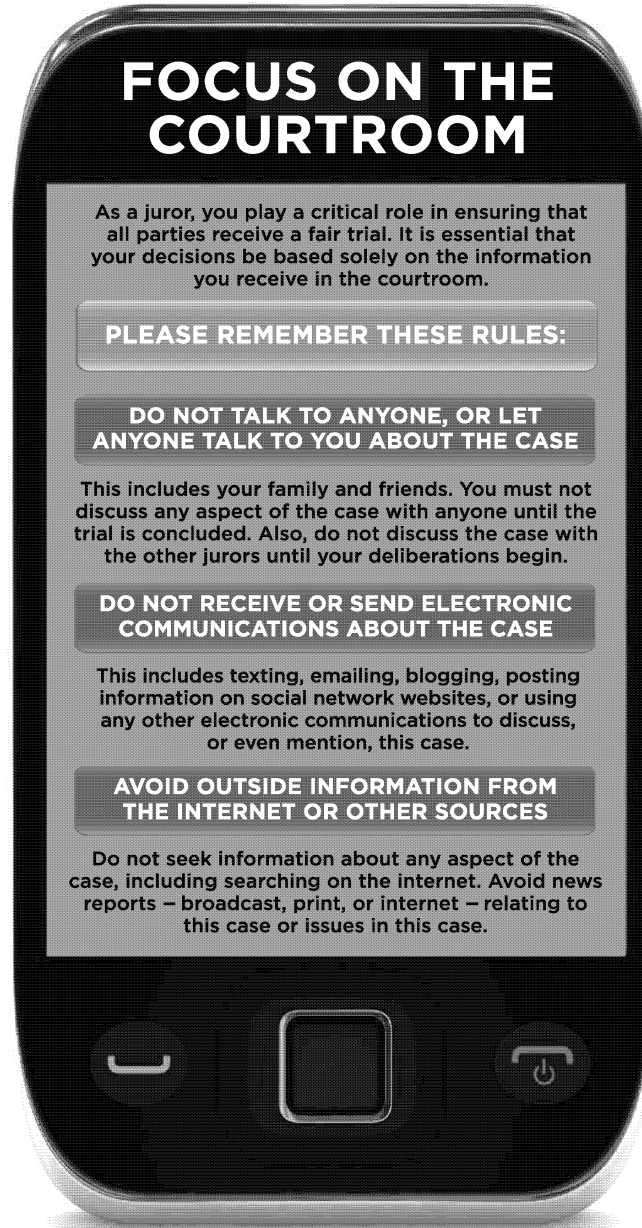 FOCUS ON THE
COURTROOM
As a juror, you play a critical role in ensuring that
all parties receive a fair trial. It is essential that
your decisions be based solely on the information
you receive in the courtroom.
PLEASE REMEMBER THESE RULES:
DO NOT TALK TO ANYONE, OR LET
ANYONE TALK TO YOU ABOUT THE CASE
This includes your family and friends. You must not
discuss any aspect of the case with anyone until the
trial is concluded. Also, do not discuss the case with
the other jurors until your deliberations begin.
DO NOT RECEIVE OR SEND ELECTRONIC
COMMUNICATIONS ABOUT THE CASE
This includes texting, emailing, blogging, posting
information on social network websites, or using
any other electronic communications to discuss,
or even mention, this case.
AVOID OUTSIDE INFORMATION FROM
THE INTERNET OR OTHER SOURCES
Do not seek information about any aspect of the
case, including searching on the internet. Avoid news
reports – broadcast, print, or internet – relating to
this case or issues in this case.